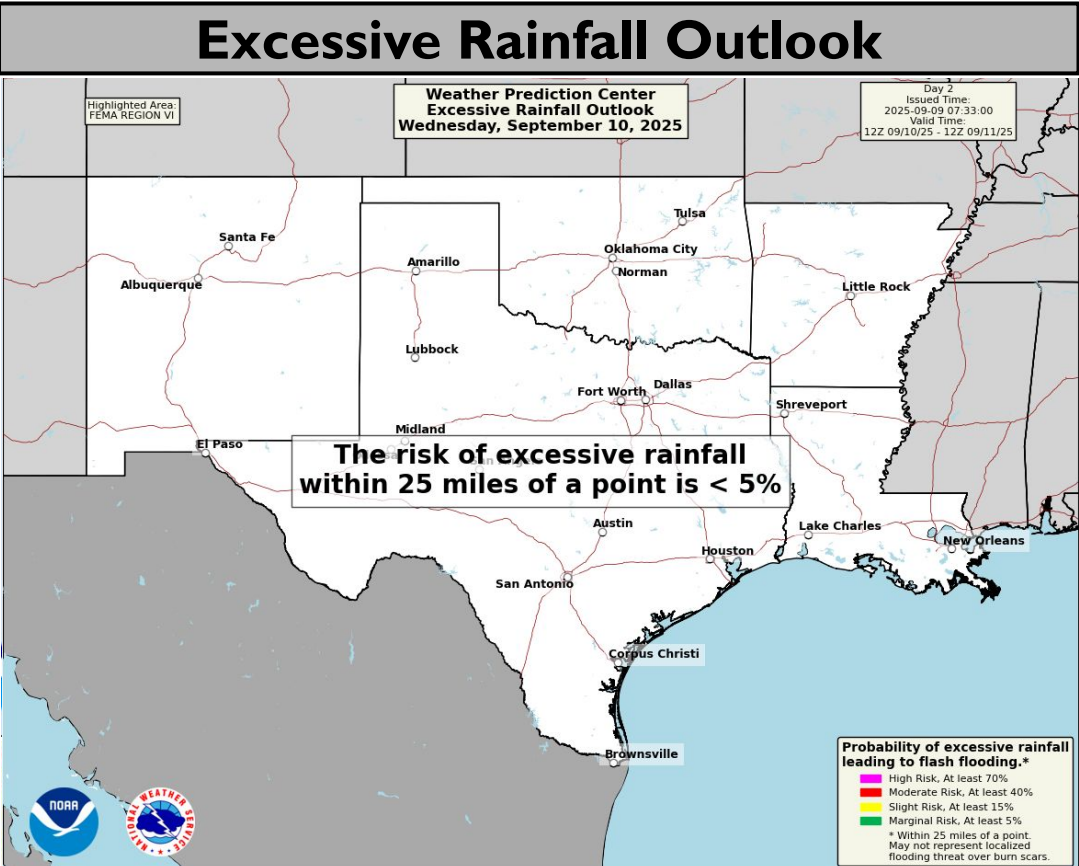 Excessive Rainfall Outlook
Highlighted Area:
FEMA REGION VI
Weather Prediction Center
Excessive Rainfall Outlook
Wednesday, September 10, 2025
Day 2
Issued Time:
2025-09-09 07:33:00
Valid Time:
12Z 09/10/25 - 12Z 09/11/25
Santa Fe
Albuquerque
Amarillo
Tulsa
Oklahoma City
Norman
Little Rock
Lubbock
Fort Worth
Dallas
Shreveport
Midland
El Paso
The risk of excessive rainfall
within 25 miles of a point is < 5%
Austin
Lake Charles
New Orleans
Houston
San Antonio
Corpus Christi
Brownsville
Probability of excessive rainfall
leading to flash flooding.*
High Risk, At least 70%
Moderate Risk, At least 40%
Slight Risk, At least 15%
Marginal Risk, At least 5%
* Within 25 miles of a point.
May not represent localized
flooding threat over burn scars.
NOAA
NATIONAL WEATHER SERVICE